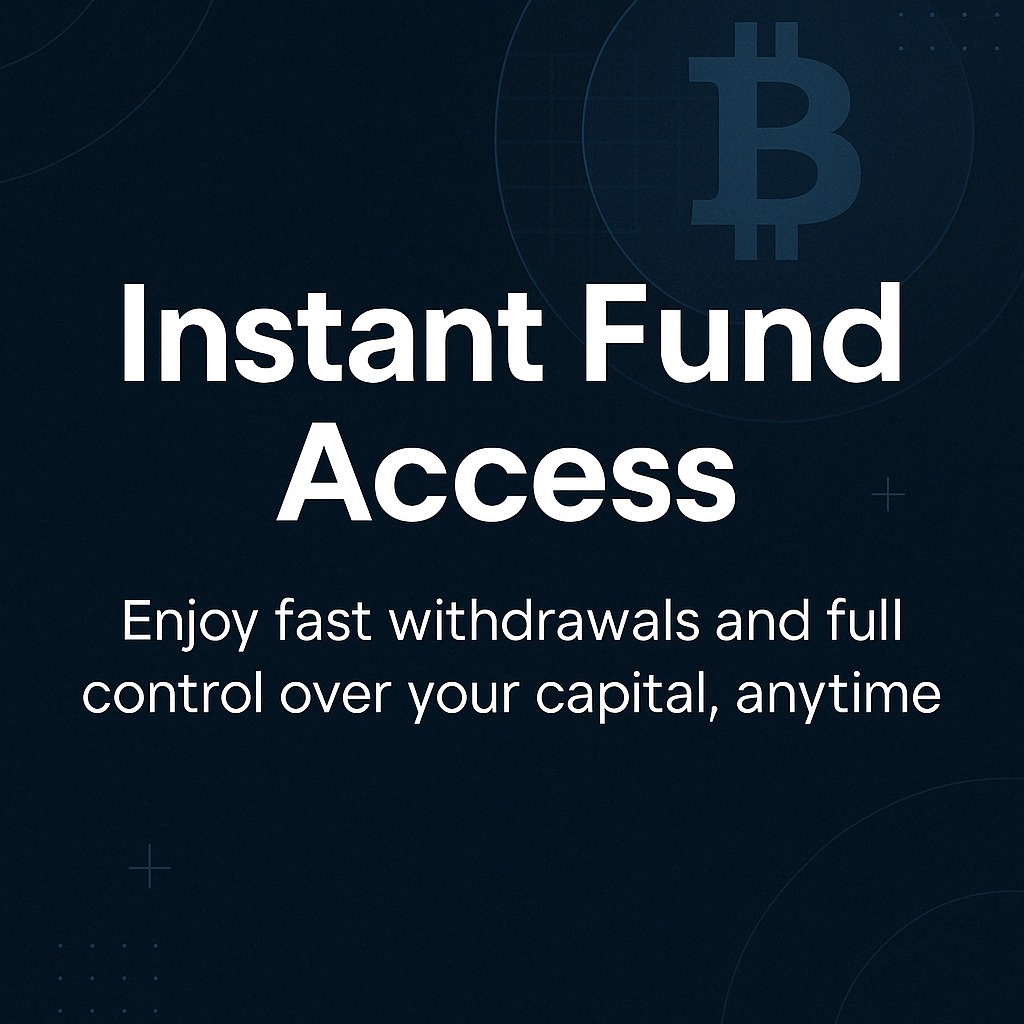 Instant Fund
Access
Enjoy fast withdrawals and full
control over your capital, anytime